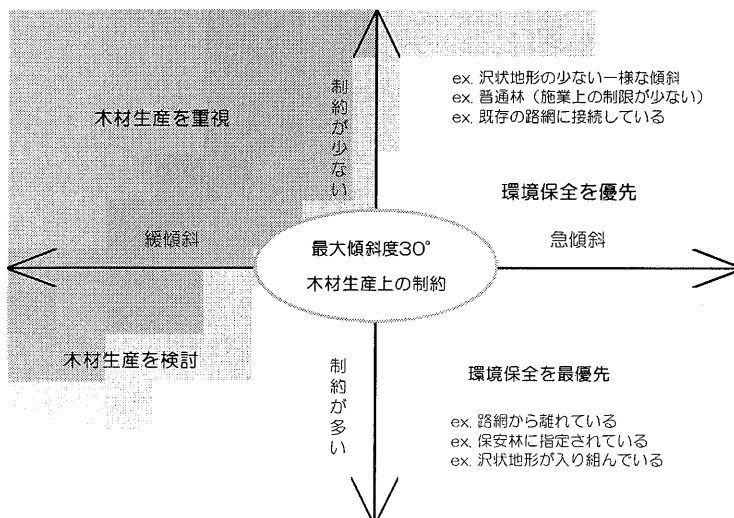 ex. 沢状地形の少ない一様な傾斜
ex. 普通林（施業上の制限が少ない）
ex. 既存の路網に接続している
制約が少ない
木材生産を重視
環境保全を優先
緩傾斜
最大傾斜度30°
木材生産上の制約
急傾斜
木材生産を検討
制約が多い
環境保全を最優先
ex. 路網から離れている
ex. 保安林に指定されている
ex. 沢状地形が入り組んでいる